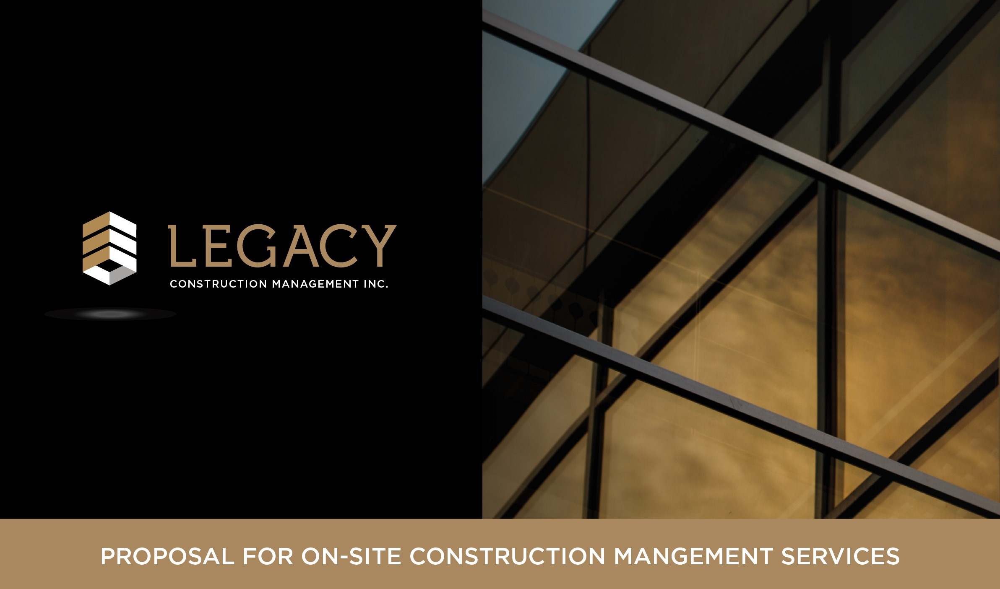 LEGACY
CONSTRUCTION MANAGEMENT INC.
PROPOSAL FOR ON-SITE CONSTRUCTION MANGEMENT SERVICES